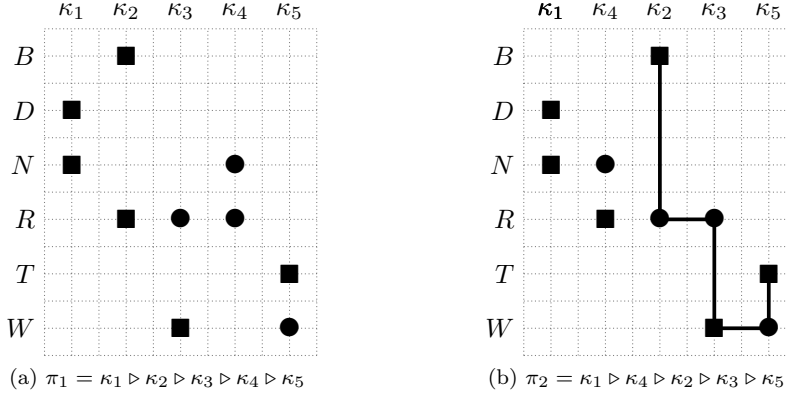 κ₁ κ₂ κ₃ κ₄ κ₅
B
D
N
R
T
W
(a) π₁ = κ₁ ▷ κ₂ ▷ κ₃ ▷ κ₄ ▷ κ₅
κ₁ κ₄ κ₂ κ₃ κ₅
B
D
N
R
T
W
(b) π₂ = κ₁ ▷ κ₄ ▷ κ₂ ▷ κ₃ ▷ κ₅